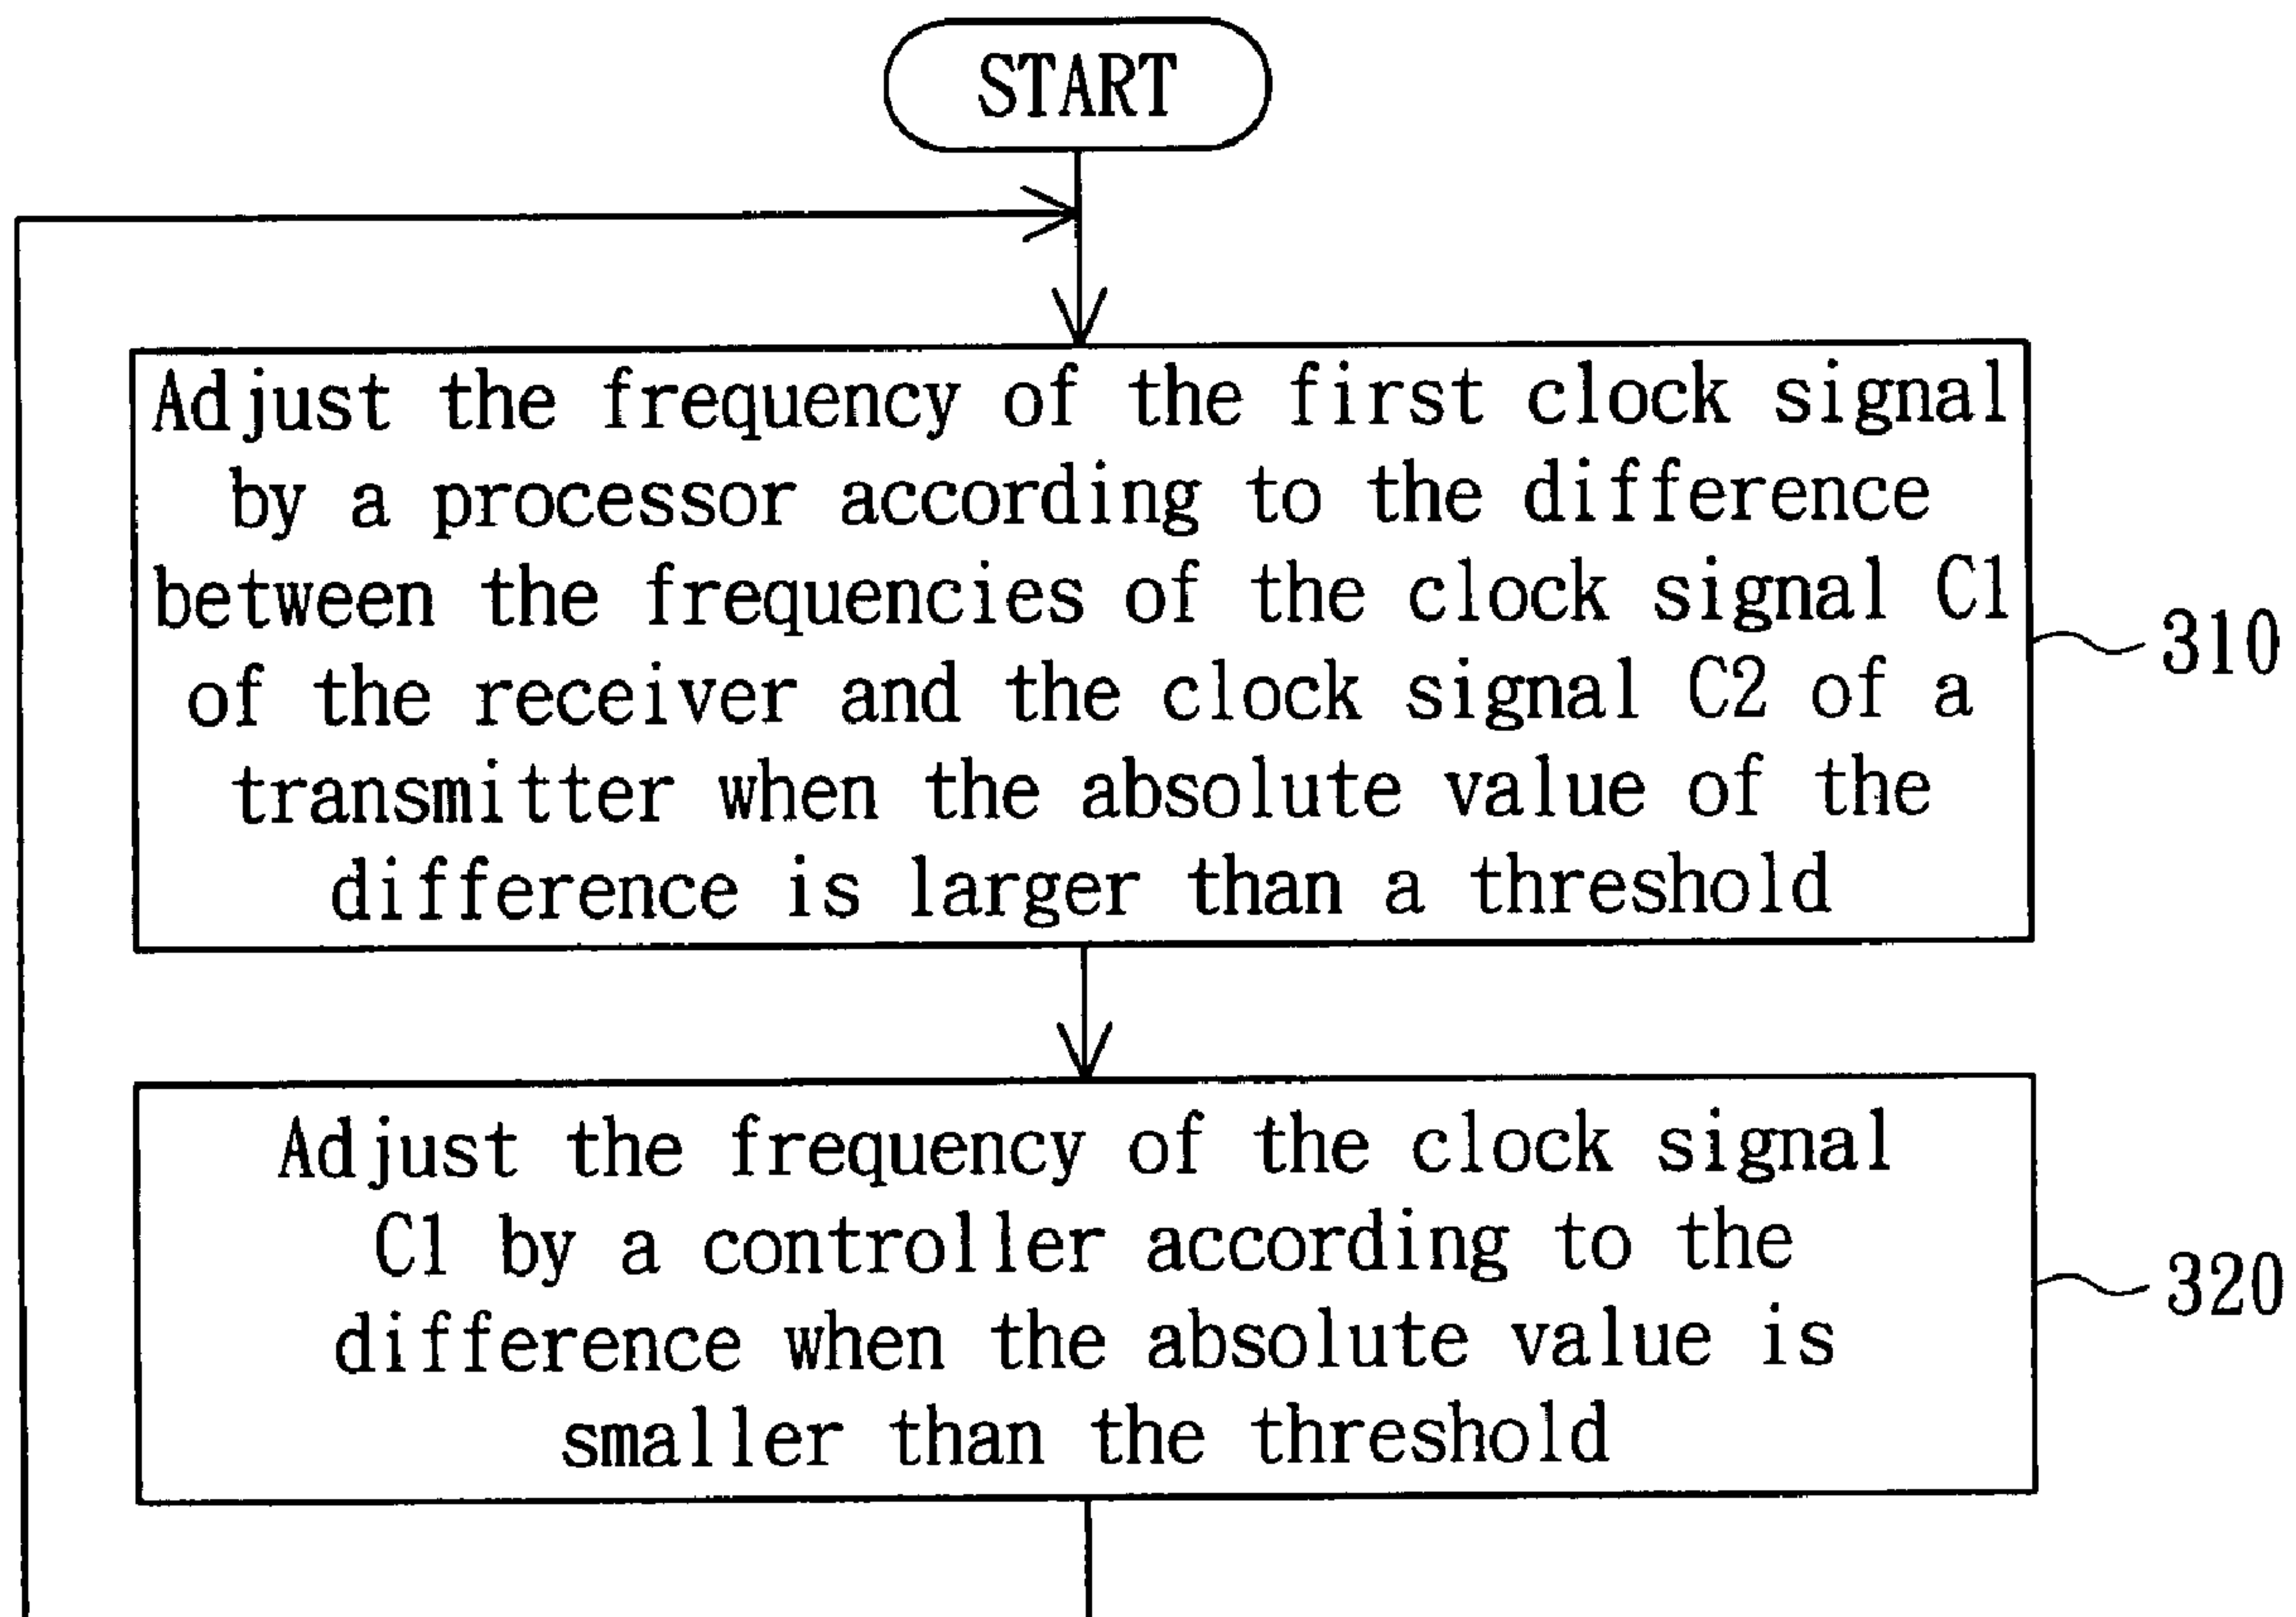 START
Adjust the frequency of the first clock signal
by a processor according to the difference
between the frequencies of the clock signal C1
of the receiver and the clock signal C2 of a
transmitter when the absolute value of the
difference is larger than a threshold
310
Adjust the frequency of the clock signal
C1 by a controller according to the
difference when the absolute value is
smaller than the threshold
320